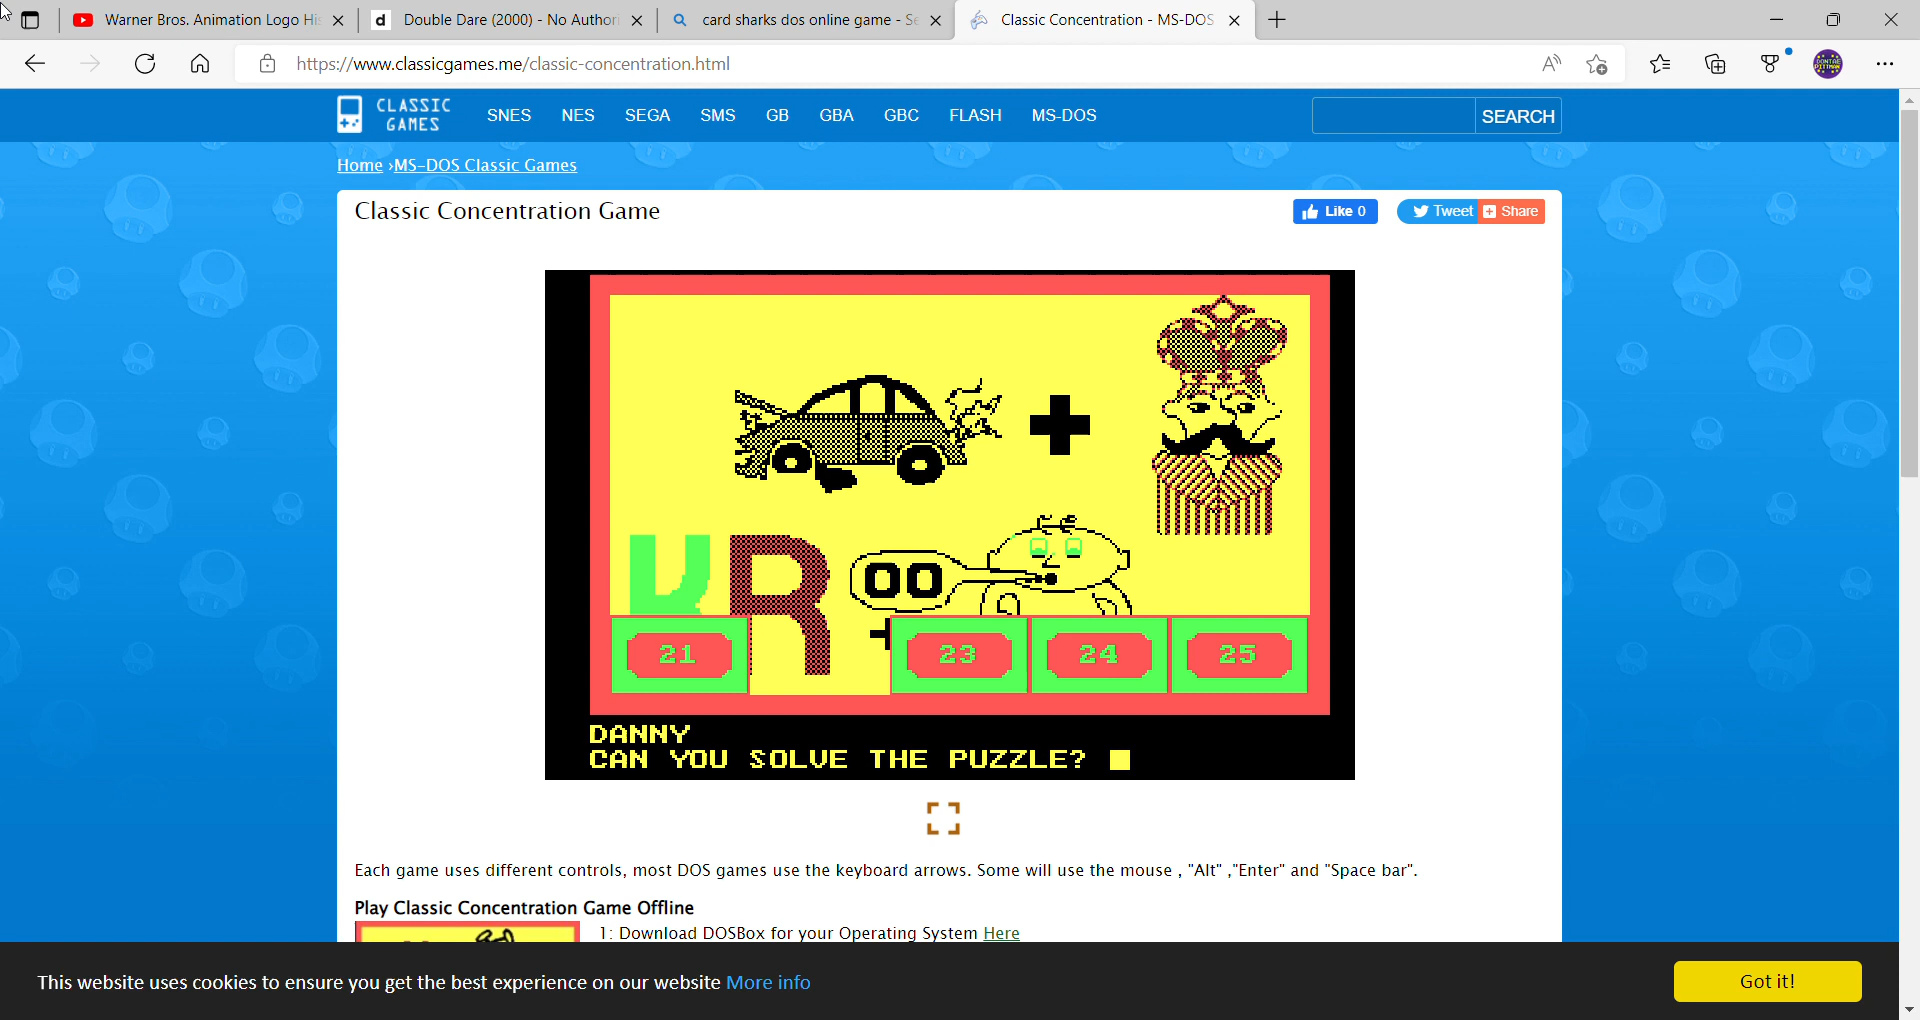 Warner Bros. Animation Logo Hi
Double Dare (2000) - No Author
card sharks dos online game - Se
Classic Concentration - MS-DOS
https://www.classicgames.me/classic-concentration.html
DONTAE
PITTMAN
CLASSIC
GAMES
SNES NES SEGA SMS GB GBA GBC FLASH MS-DOS
SEARCH
Home ›MS-DOS Classic Games
Classic Concentration Game
Like 0
Tweet
Share
+
R
OO
21
23
24
25
DANNY
CAN YOU SOLVE THE PUZZLE?
Each game uses different controls, most DOS games use the keyboard arrows. Some will use the mouse , "Alt" ,"Enter" and "Space bar".
Play Classic Concentration Game Offline
1: Download DOSBox for your Operating System Here
This website uses cookies to ensure you get the best experience on our website More info
Got it!